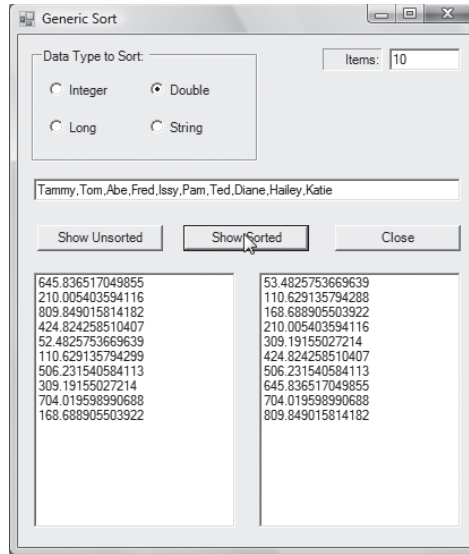 Generic Sort
Data Type to Sort:
Items: 10
Integer
Double
Long
String
Tammy,Tom,Abe,Fred,Issy,Pam,Ted,Diane,Hailey,Katie
Show Unsorted
Show Sorted
Close
645.836517049855
210.005403594116
809.849015814182
424.824258510407
52.4825753669639
110.629135794299
506.231540584113
309.19155027214
704.019598990688
168.688905503922
53.4825753669639
110.629135794288
168.688905503922
210.005403594116
309.19155027214
424.824258510407
506.231540584113
645.836517049855
704.019598990688
809.849015814182